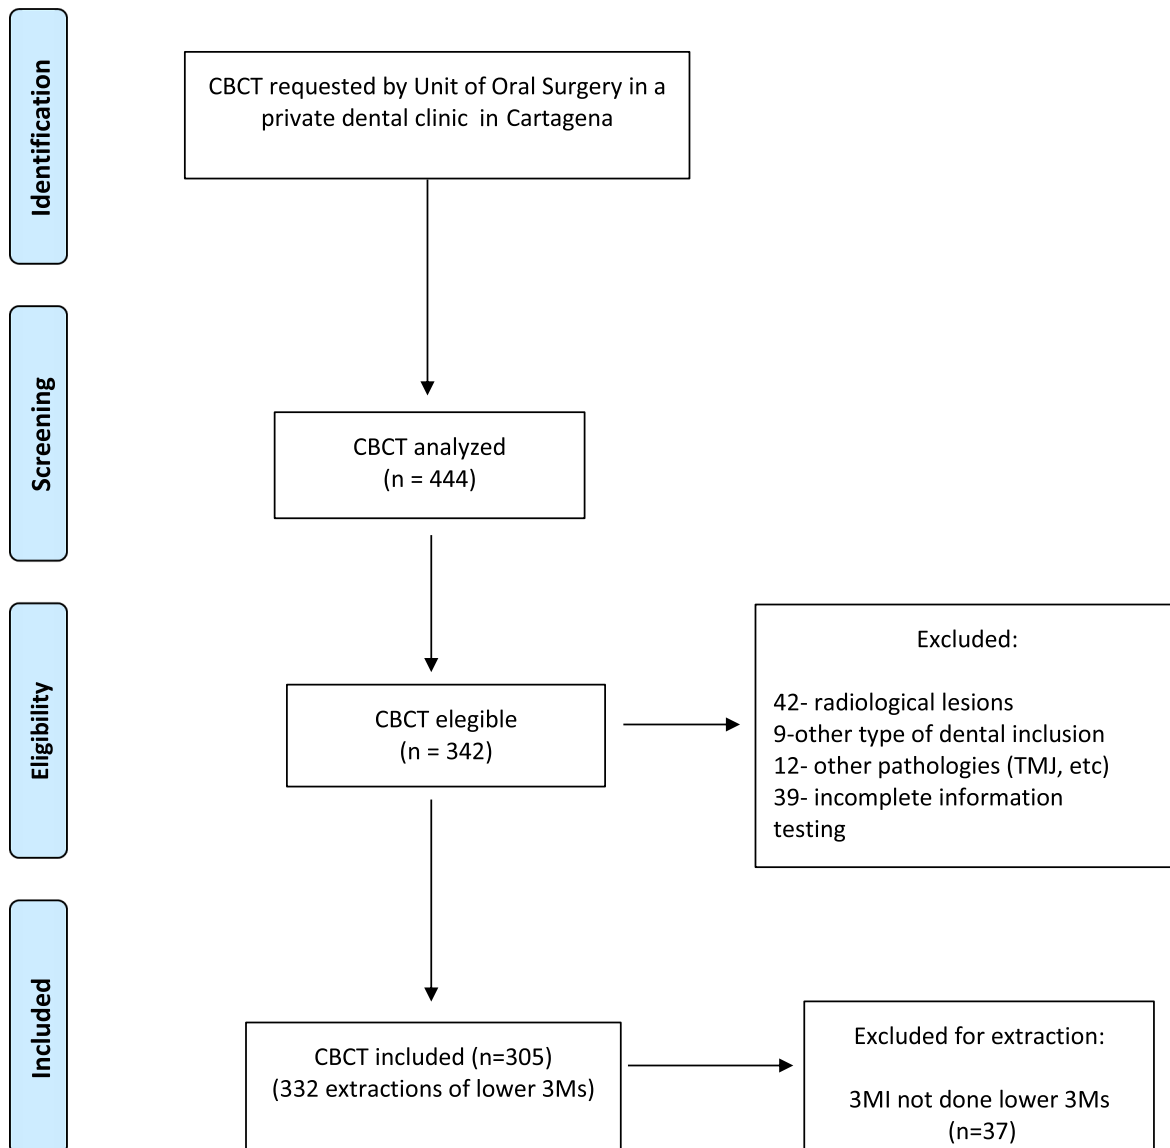 Identification
CBCT requested by Unit of Oral Surgery in a
private dental clinic in Cartagena
Screening
CBCT analyzed
(n = 444)
Eligibility
CBCT elegible
(n = 342)
Excluded:
42- radiological lesions
9-other type of dental inclusion
12- other pathologies (TMJ, etc)
39- incomplete information
testing
Included
CBCT included (n=305)
(332 extractions of lower 3Ms)
Excluded for extraction:
3MI not done lower 3Ms
(n=37)